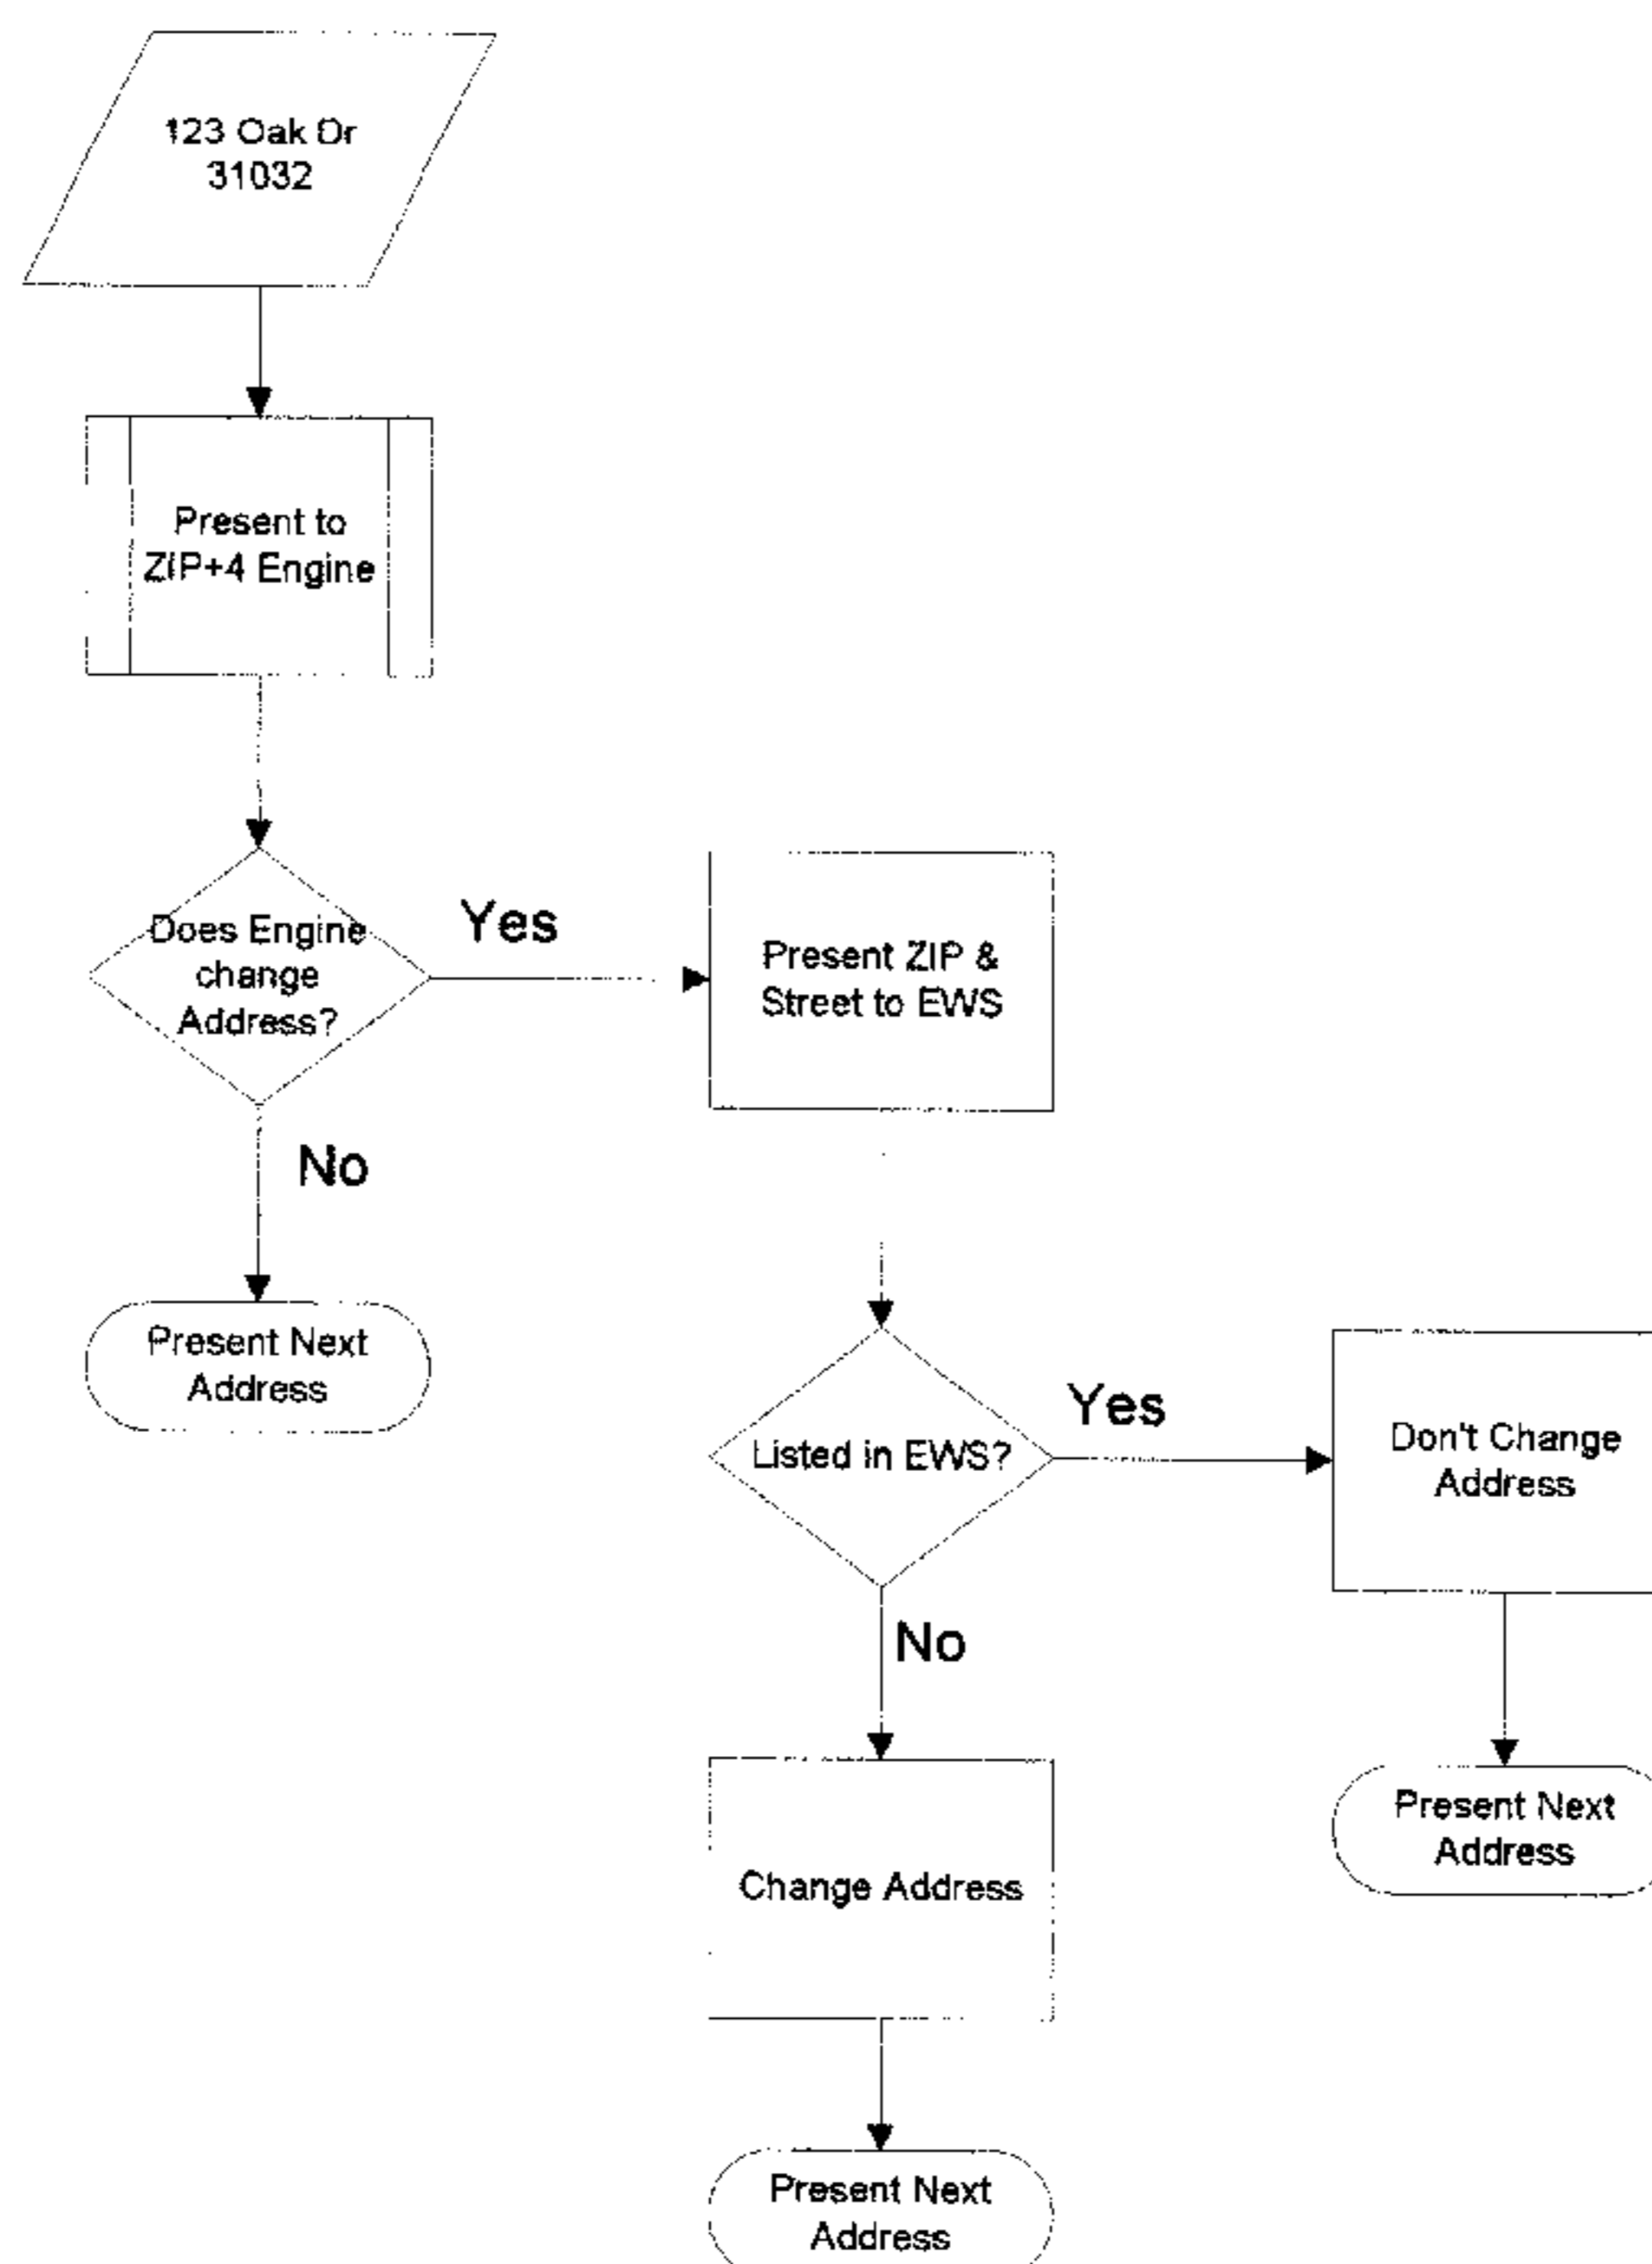 123 Oak Dr
31032
Present to
ZIP+4 Engine
Does Engine
change
Address?
Yes
Present ZIP &
Street to EWS
No
Present Next
Address
Listed in EWS?
Yes
Don't Change
Address
No
Change Address
Present Next
Address
Present Next
Address